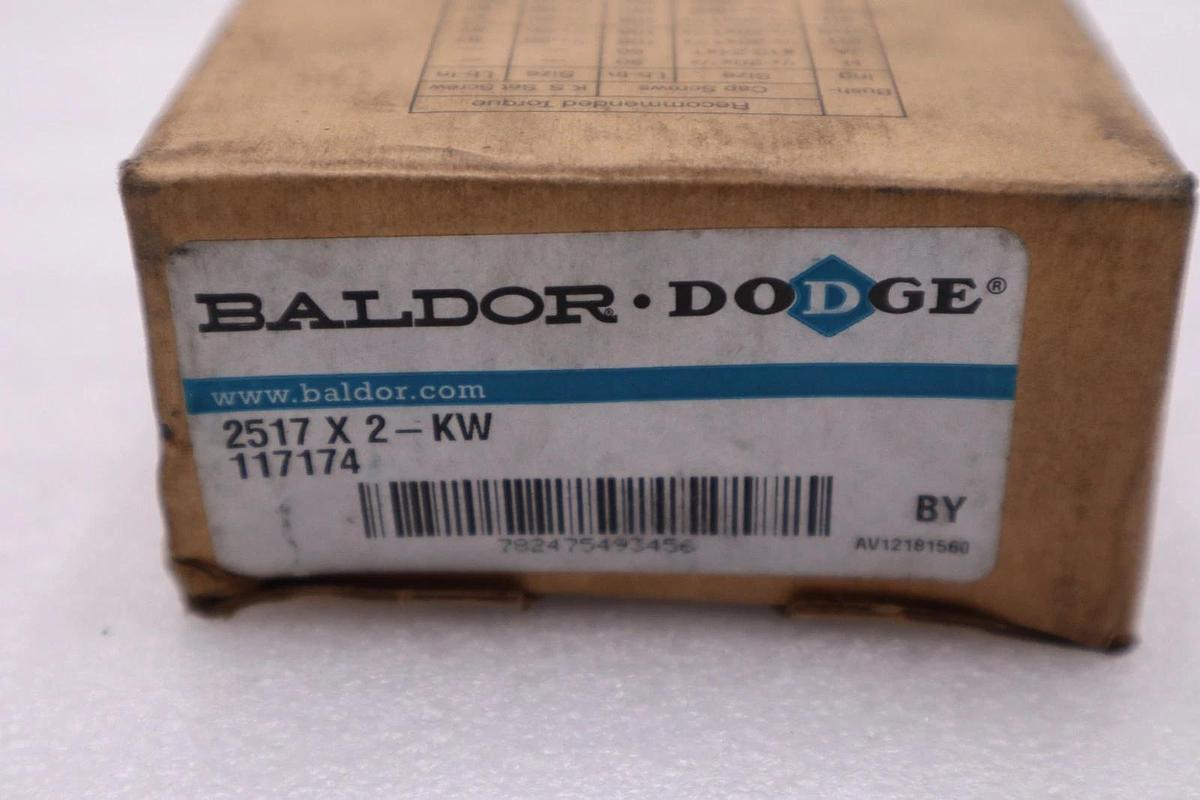 Recommended Torque
Bush- Cap Screws K.S. Set Screw
ing Size Lb-In Size Lb-In
BALDOR® · DODGE®
www.baldor.com
2517 X 2 – KW
117174
782475493456
BY
AV12181560